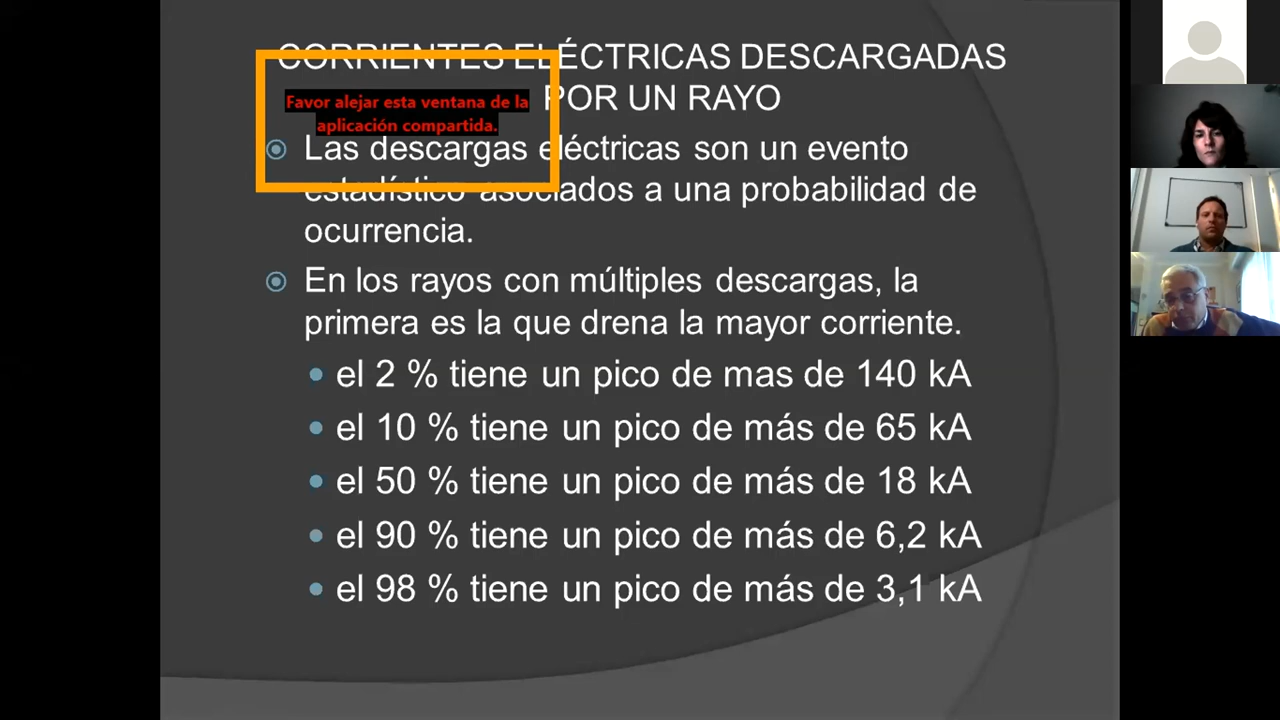 CORRIENTES ELÉCTRICAS DESCARGADAS
POR UN RAYO
Favor alejar esta ventana de la
aplicación compartida.
Las descargas eléctricas son un evento
estadístico asociados a una probabilidad de
ocurrencia.
En los rayos con múltiples descargas, la
primera es la que drena la mayor corriente.
el 2 % tiene un pico de mas de 140 kA
el 10 % tiene un pico de más de 65 kA
el 50 % tiene un pico de más de 18 kA
el 90 % tiene un pico de más de 6,2 kA
el 98 % tiene un pico de más de 3,1 kA